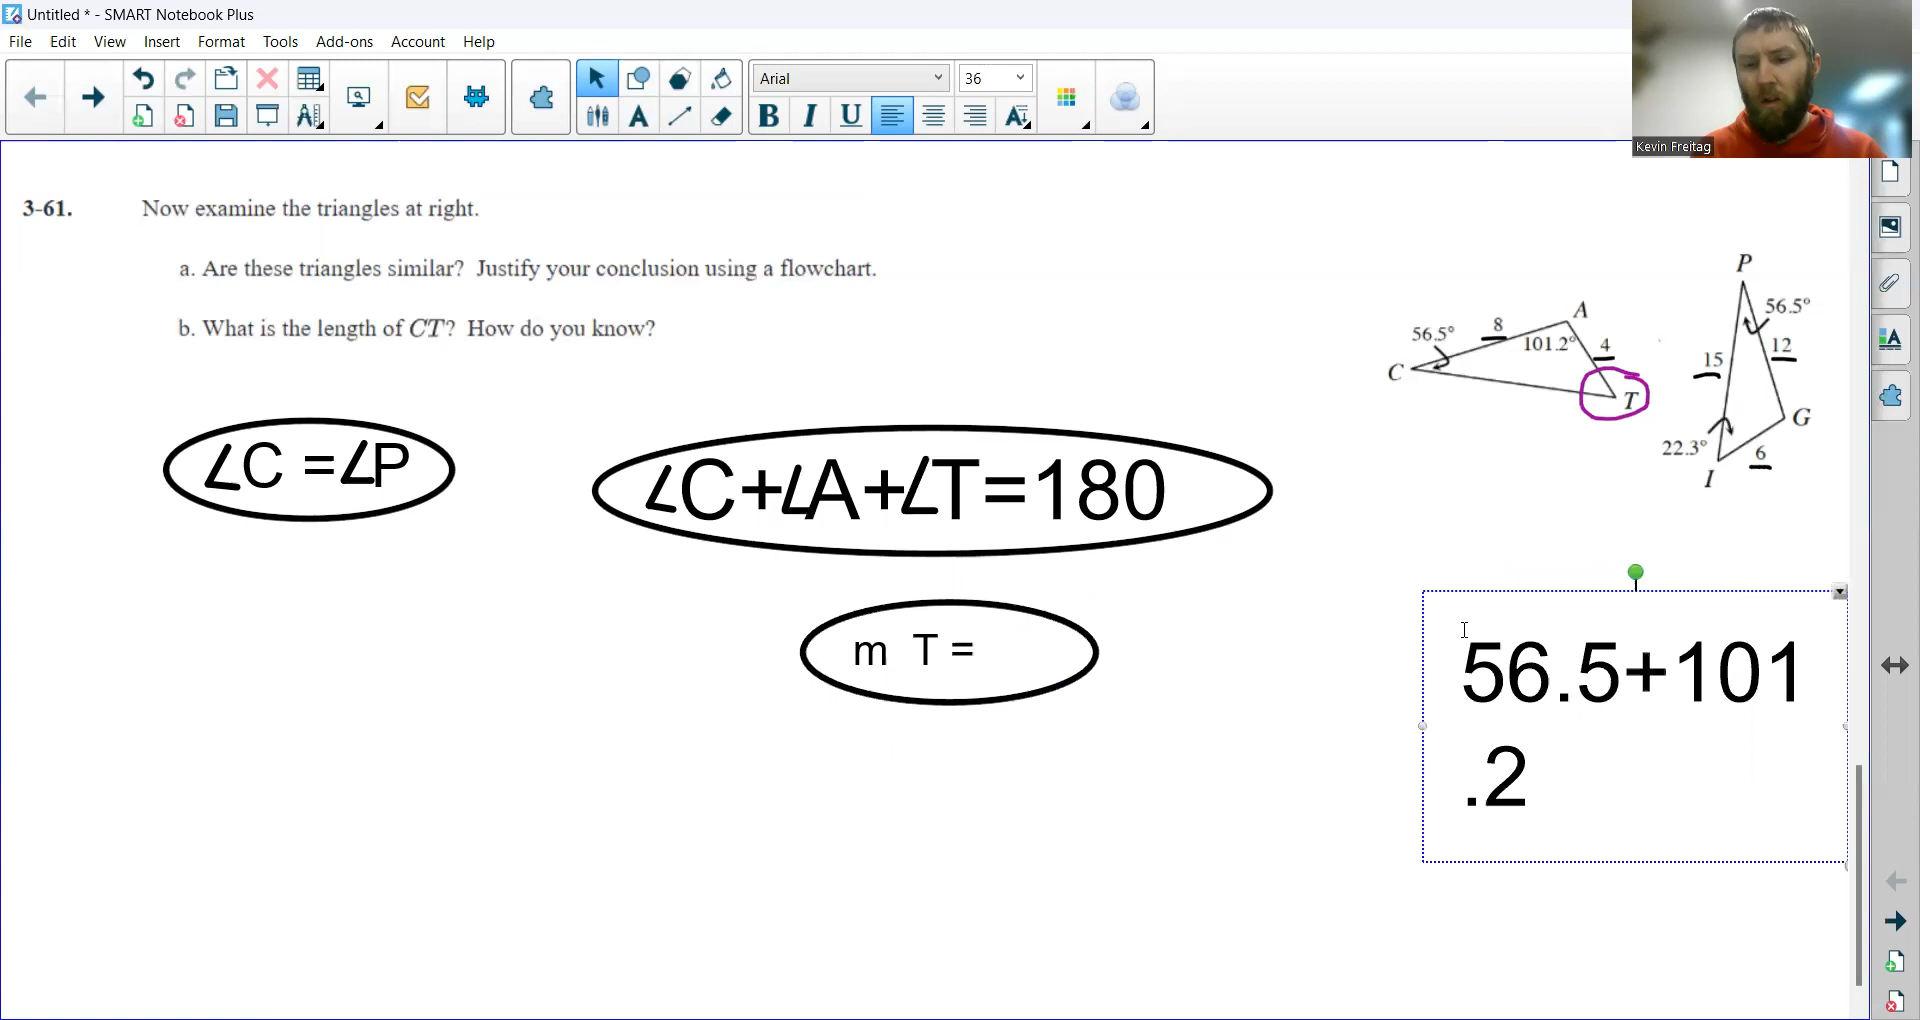 Untitled * - SMART Notebook Plus
File Edit View Insert Format Tools Add-ons Account Help
Arial
36
B I U
Kevin Freitag
3-61. Now examine the triangles at right.
a. Are these triangles similar? Justify your conclusion using a flowchart.
b. What is the length of CT? How do you know?
P
56.5°
A
8
56.5°
101.2°
4
12
15
C
T
G
22.3°
6
I
∠C =∠P
∠C+∠A+∠T=180
m T =
56.5+101
.2